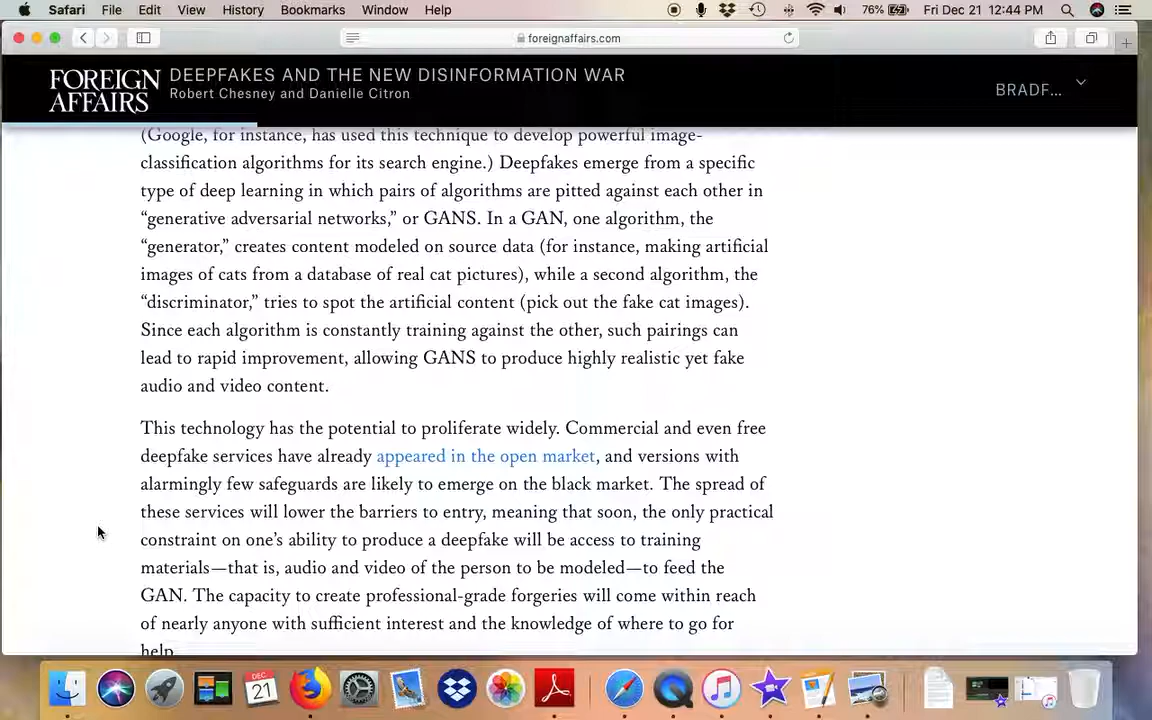 Safari File Edit View History Bookmarks Window Help 76% Fri Dec 21 12:44 PM
foreignaffairs.com
FOREIGN
AFFAIRS
DEEPFAKES AND THE NEW DISINFORMATION WAR
Robert Chesney and Danielle Citron
BRADF...
(Google, for instance, has used this technique to develop powerful image-
classification algorithms for its search engine.) Deepfakes emerge from a specific
type of deep learning in which pairs of algorithms are pitted against each other in
“generative adversarial networks,” or GANS. In a GAN, one algorithm, the
“generator,” creates content modeled on source data (for instance, making artificial
images of cats from a database of real cat pictures), while a second algorithm, the
“discriminator,” tries to spot the artificial content (pick out the fake cat images).
Since each algorithm is constantly training against the other, such pairings can
lead to rapid improvement, allowing GANS to produce highly realistic yet fake
audio and video content.
This technology has the potential to proliferate widely. Commercial and even free
deepfake services have already appeared in the open market, and versions with
alarmingly few safeguards are likely to emerge on the black market. The spread of
these services will lower the barriers to entry, meaning that soon, the only practical
constraint on one’s ability to produce a deepfake will be access to training
materials—that is, audio and video of the person to be modeled—to feed the
GAN. The capacity to create professional-grade forgeries will come within reach
of nearly anyone with sufficient interest and the knowledge of where to go for
help.
DEC
21